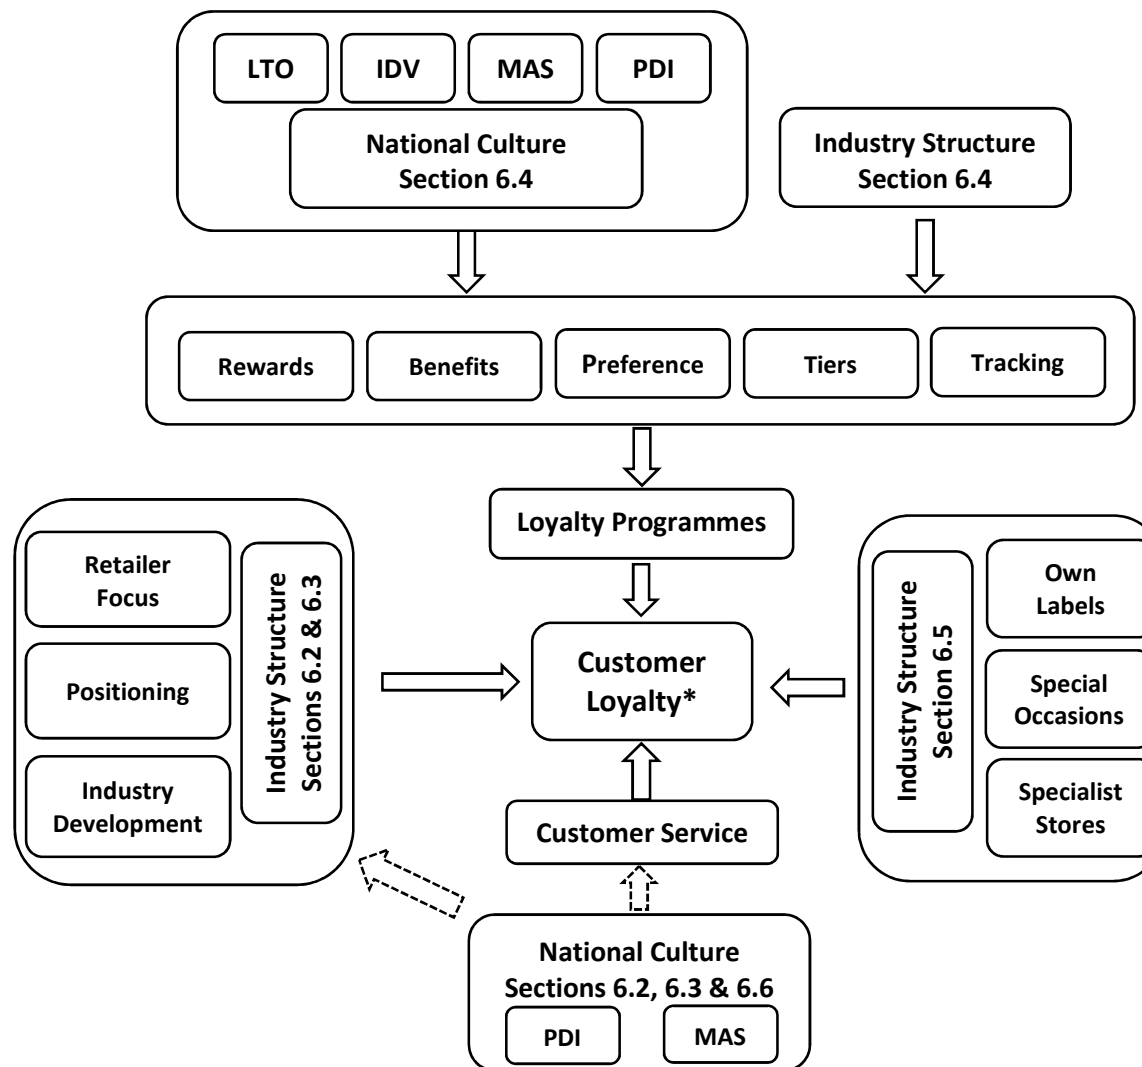 LTO
IDV
MAS
PDI
National Culture
Section 6.4
Industry Structure
Section 6.4
Rewards
Benefits
Preference
Tiers
Tracking
Loyalty Programmes
Retailer
Focus
Positioning
Industry
Development
Industry Structure
Sections 6.2 & 6.3
Customer
Loyalty*
Industry Structure
Section 6.5
Own
Labels
Special
Occasions
Specialist
Stores
Customer Service
National Culture
Sections 6.2, 6.3 & 6.6
PDI
MAS